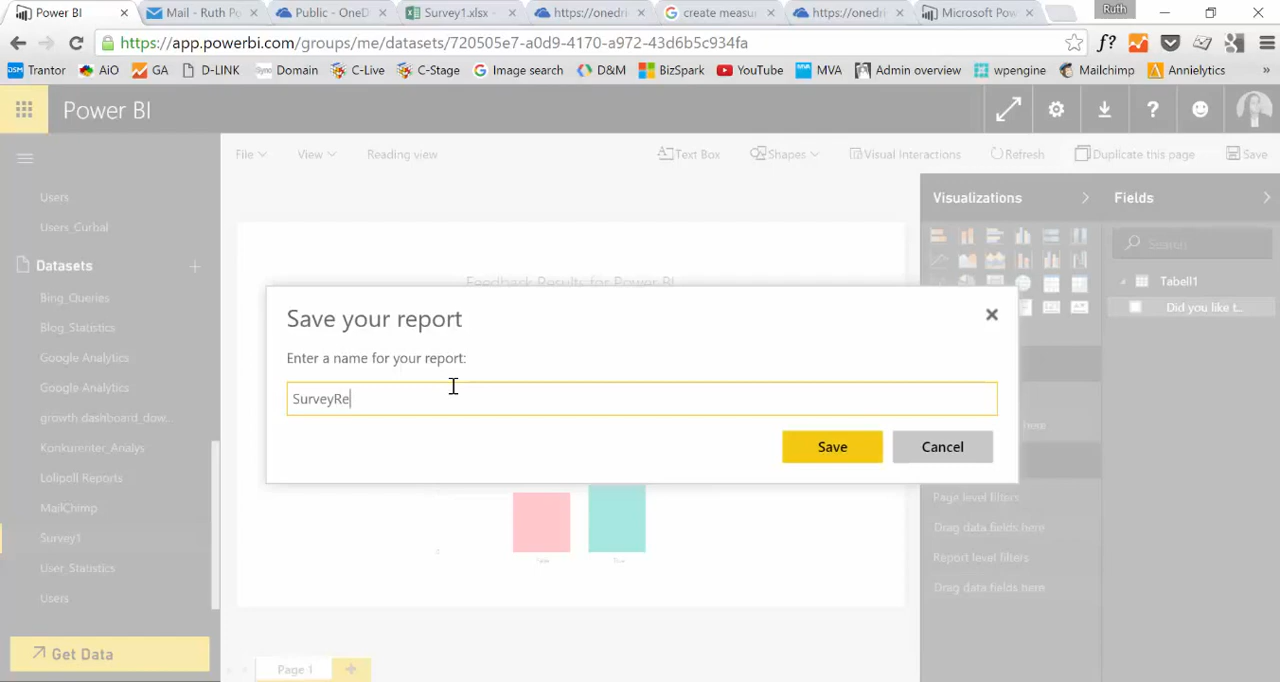 Power BI
Mail - Ruth Po
Public - OneD
Survey1.xlsx -
https://onedri
create measu
https://onedri
Microsoft Pow
Ruth
https://app.powerbi.com/groups/me/datasets/720505e7-a0d9-4170-a972-43d6b5c934fa
Trantor
AiO
GA
D-LINK
Domain
C-Live
C-Stage
Image search
D&M
BizSpark
YouTube
MVA
Admin overview
wpengine
Mailchimp
Annielytics
Power BI
File
View
Reading view
Text Box
Shapes
Visual Interactions
Refresh
Duplicate this page
Save
Users
Users_Curbal
Datasets
Bing_Queries
Blog_Statistics
Google Analytics
Google Analytics
growth dashboard_dow...
Konkurenter_Analys
Lolipoll Reports
MailChimp
Survey1
User_Statistics
Users
Get Data
Feedback Results for Power BI
Save your report
Enter a name for your report:
SurveyRe
Save
Cancel
Page 1
Visualizations
here
Page level filters
Drag data fields here
Report level filters
Drag data fields here
Fields
Search
Tabell1
Did you like t...